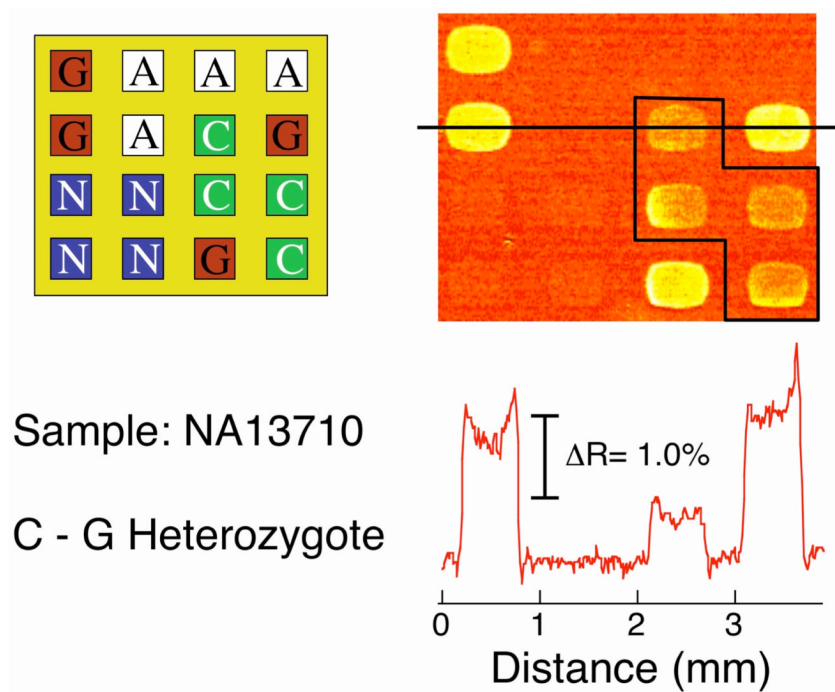 G A A A
G A C G
N N C C
N N G C
Sample: NA13710
C - G Heterozygote
ΔR= 1.0%
0 1 2 3
Distance (mm)